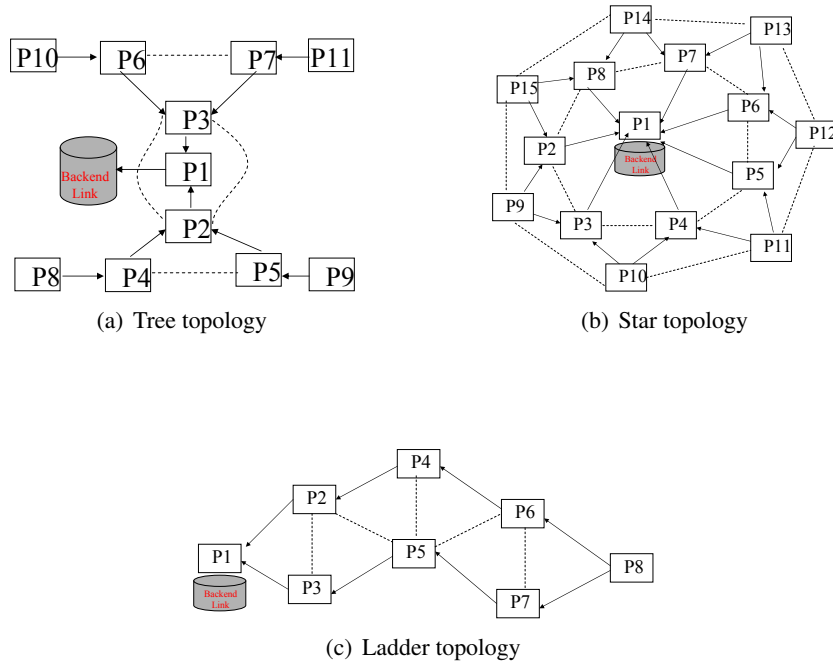 P10
P6
P7
P11
P3
P1
Backend
Link
P2
P8
P4
P5
P9
(a) Tree topology
P14
P13
P7
P8
P15
P6
P1
P12
P2
Backend
Link
P5
P9
P3
P4
P11
P10
(b) Star topology
P4
P2
P6
P1
P5
P8
Backend
Link
P3
P7
(c) Ladder topology